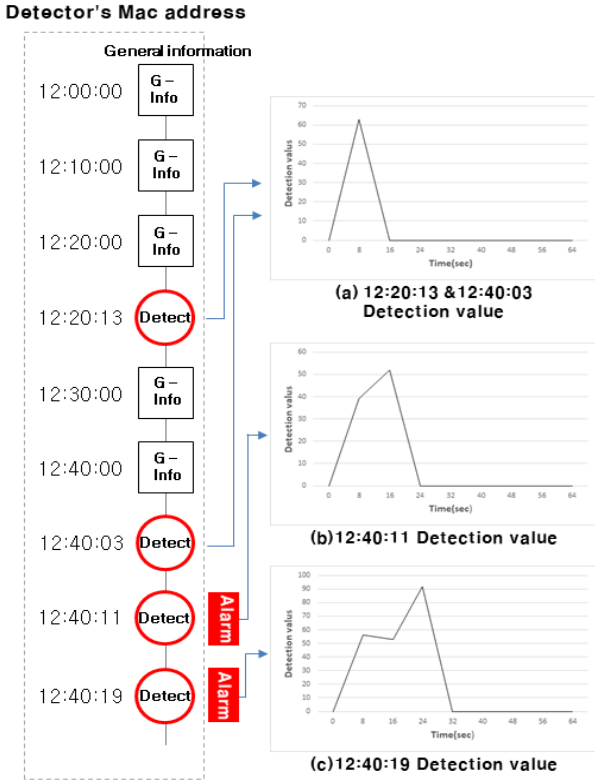 Detector's Mac address
General information
12:00:00
G –
Info
12:10:00
G –
Info
12:20:00
G –
Info
12:20:13
Detect
12:30:00
G –
Info
12:40:00
G –
Info
12:40:03
Detect
12:40:11
Detect
Alarm
12:40:19
Detect
Alarm
Detection valus
70
60
50
40
30
20
10
0
0 8 16 24 32 40 48 56 64
Time(sec)
(a) 12:20:13 &12:40:03
Detection value
Detection valus
60
50
40
30
20
10
0
0 8 16 24 32 40 48 56 64
Time(sec)
(b)12:40:11 Detection value
Detection valus
100
90
80
70
60
50
40
30
20
10
0
0 8 16 24 32 40 48 56 64
Time(sec)
(c)12:40:19 Detection value